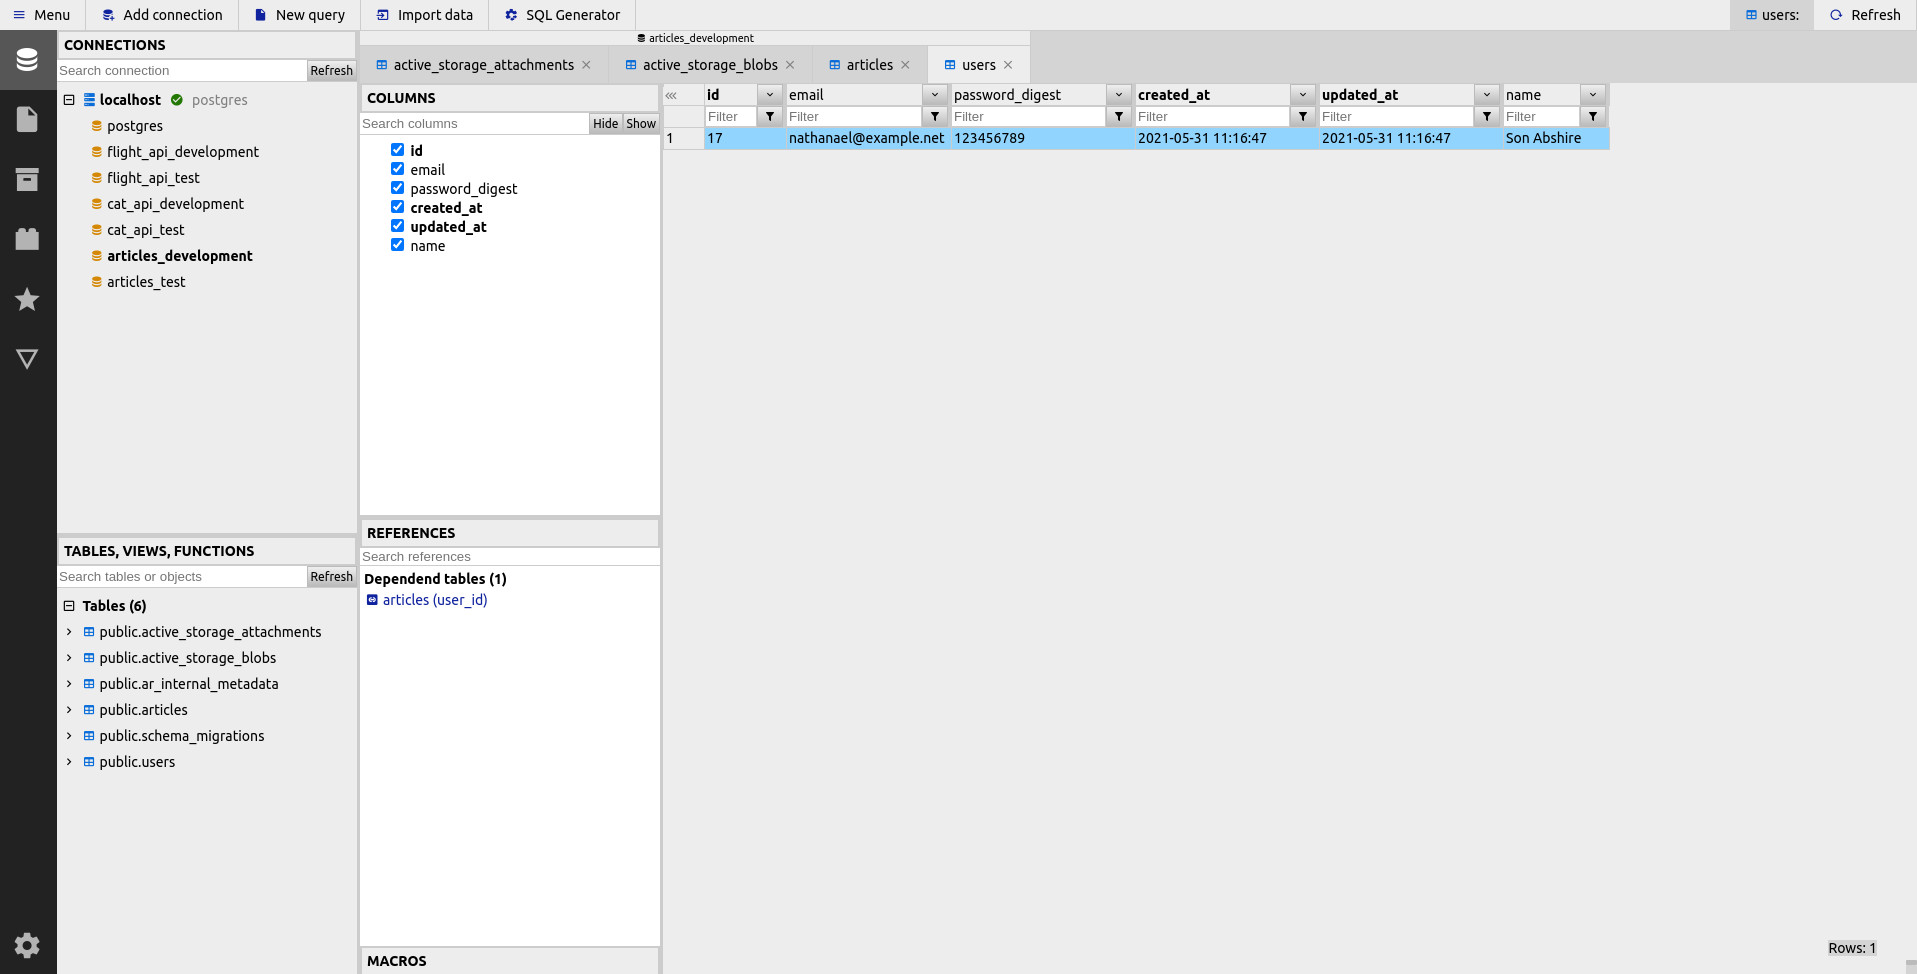 Menu Add connection New query Import data SQL Generator users: Refresh
CONNECTIONS
Search connection Refresh
localhost postgres
postgres
flight_api_development
flight_api_test
cat_api_development
cat_api_test
articles_development
articles_test
TABLES, VIEWS, FUNCTIONS
Search tables or objects Refresh
Tables (6)
public.active_storage_attachments
public.active_storage_blobs
public.ar_internal_metadata
public.articles
public.schema_migrations
public.users
articles_development
active_storage_attachments active_storage_blobs articles users
COLUMNS
Search columns Hide Show
id
email
password_digest
created_at
updated_at
name
REFERENCES
Search references
Dependend tables (1)
articles (user_id)
MACROS
id email password_digest created_at updated_at name
Filter Filter Filter Filter Filter Filter
1 17 nathanael@example.net 123456789 2021-05-31 11:16:47 2021-05-31 11:16:47 Son Abshire
Rows: 1